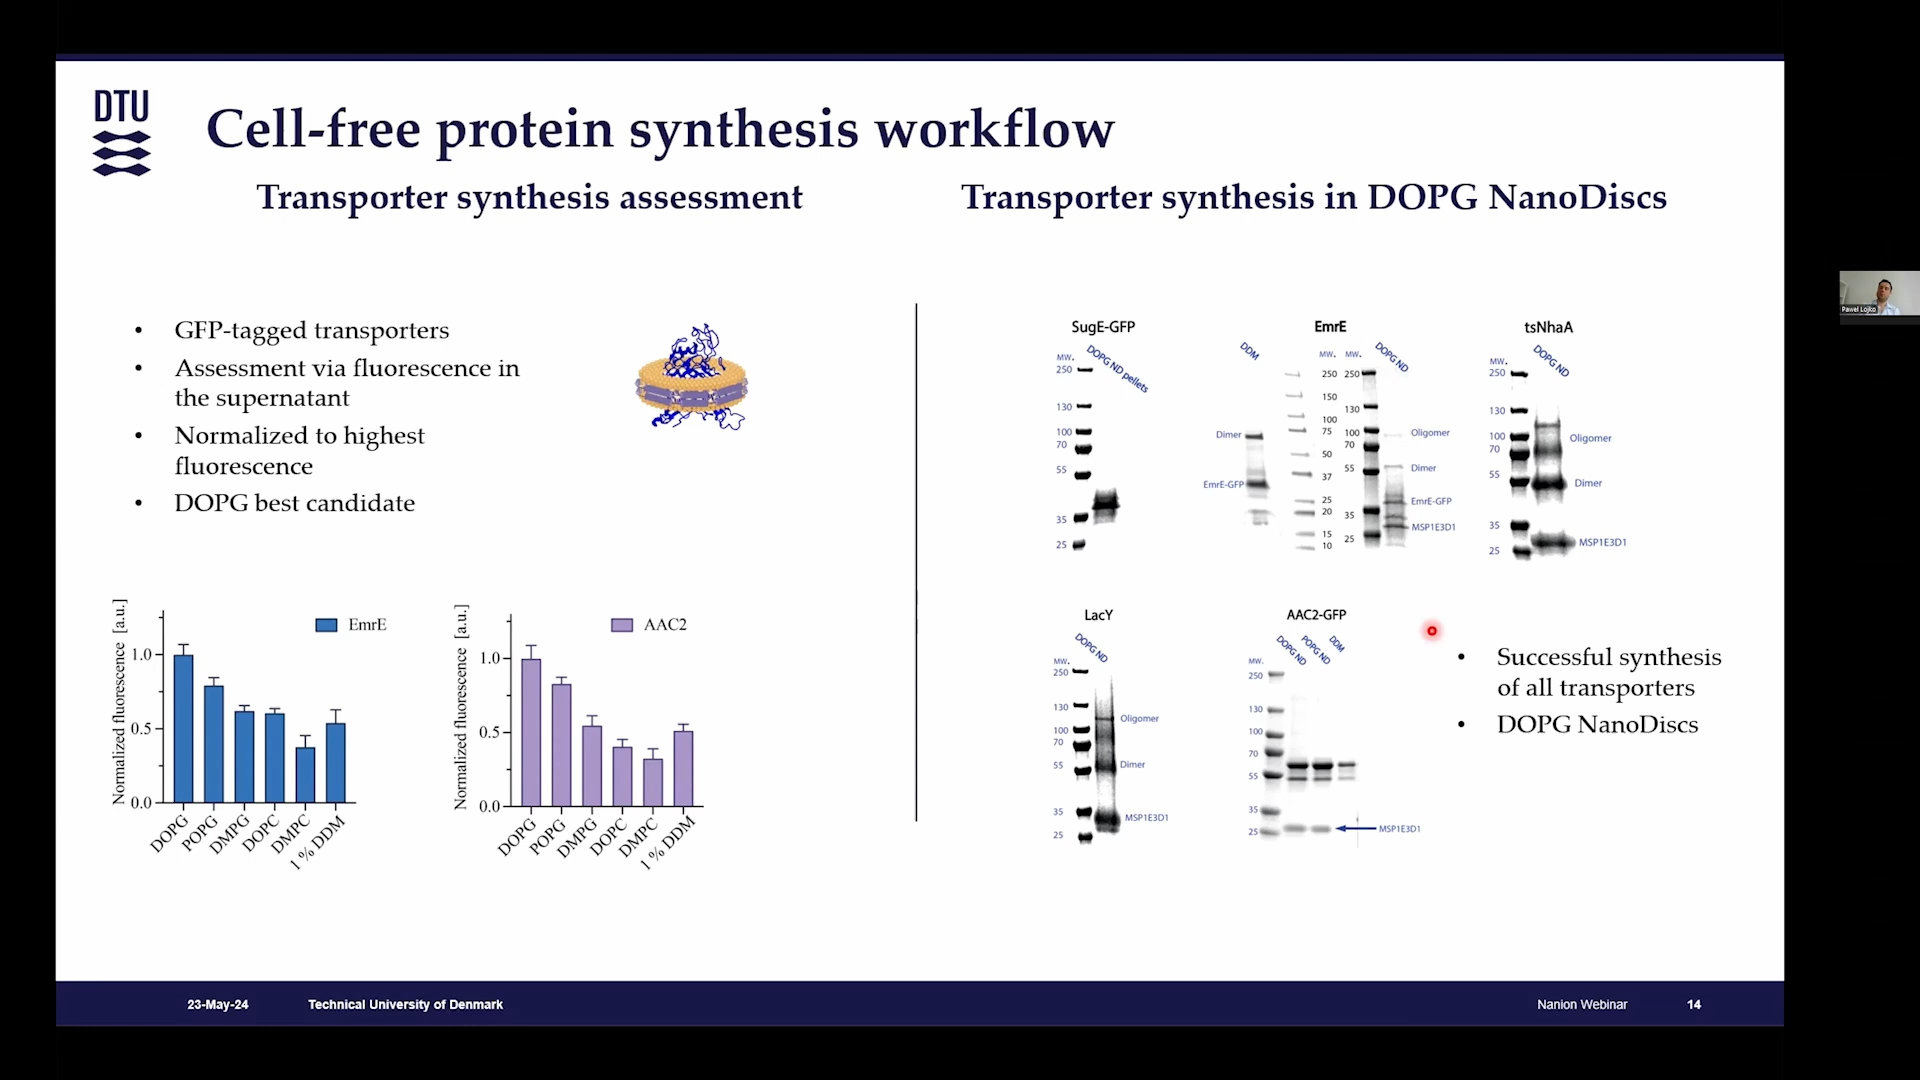 DTU
Cell-free protein synthesis workflow
Transporter synthesis assessment
• GFP-tagged transporters
• Assessment via fluorescence in
the supernatant
• Normalized to highest
fluorescence
• DOPG best candidate
Normalized fluorescence [a.u.]
1.0
0.5
0.0
EmrE
DOPG
POPG
DMPG
DOPC
DMPC
1 % DDM
Normalized fluorescence [a.u.]
1.0
0.5
0.0
AAC2
DOPG
POPG
DMPG
DOPC
DMPC
1 % DDM
Transporter synthesis in DOPG NanoDiscs
SugE-GFP
MW.
DOPG ND pellets
250
130
100
70
55
35
25
EmrE
DDM
MW.
MW.
DOPG ND
Dimer
EmrE-GFP
250
150
100
75
50
37
25
20
15
10
250
130
100
70
55
35
25
Oligomer
Dimer
EmrE-GFP
MSP1E3D1
tsNhaA
MW.
DOPG ND
250
130
100
70
55
35
25
Oligomer
Dimer
MSP1E3D1
LacY
MW.
DOPG ND
250
130
100
70
55
35
25
Oligomer
Dimer
MSP1E3D1
AAC2-GFP
MW.
DOPG ND
POPG ND
DDM
250
130
100
70
55
35
25
MSP1E3D1
• Successful synthesis
of all transporters
• DOPG NanoDiscs
Pawel Lojko
23-May-24
Technical University of Denmark
Nanion Webinar
14